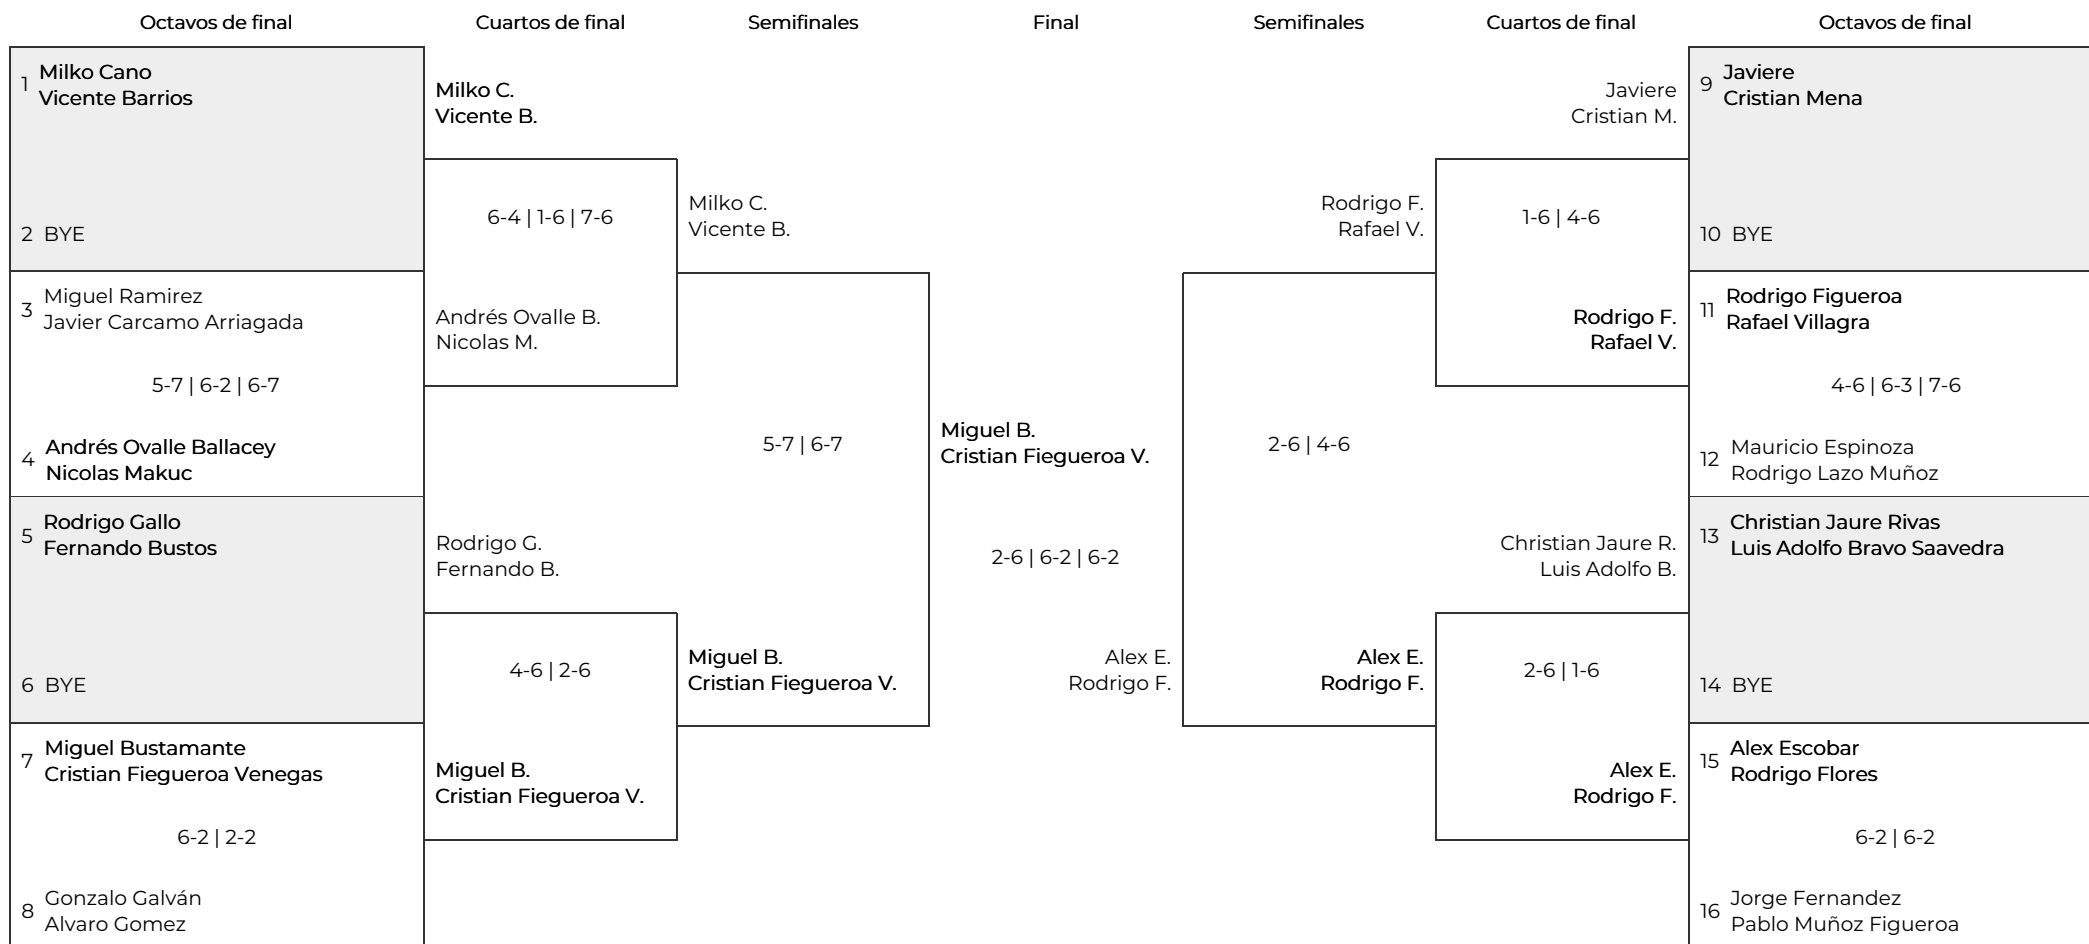 Octavos de final
Cuartos de final
Semifinales
Final
Semifinales
Cuartos de final
Octavos de final
1
Milko Cano
Vicente Barrios
2 BYE
3
Miguel Ramirez
Javier Carcamo Arriagada
5-7 | 6-2 | 6-7
4
Andrés Ovalle Ballacey
Nicolas Makuc
5
Rodrigo Gallo
Fernando Bustos
6 BYE
7
Miguel Bustamante
Cristian Fiegueroa Venegas
6-2 | 2-2
8
Gonzalo Galván
Alvaro Gomez
Milko C.
Vicente B.
6-4 | 1-6 | 7-6
Andrés Ovalle B.
Nicolas M.
Rodrigo G.
Fernando B.
4-6 | 2-6
Miguel B.
Cristian Fiegueroa V.
Milko C.
Vicente B.
5-7 | 6-7
Miguel B.
Cristian Fiegueroa V.
Miguel B.
Cristian Fiegueroa V.
2-6 | 6-2 | 6-2
Alex E.
Rodrigo F.
Rodrigo F.
Rafael V.
2-6 | 4-6
Alex E.
Rodrigo F.
Javiere
Cristian M.
1-6 | 4-6
Rodrigo F.
Rafael V.
Christian Jaure R.
Luis Adolfo B.
2-6 | 1-6
Alex E.
Rodrigo F.
9
Javiere
Cristian Mena
10 BYE
11
Rodrigo Figueroa
Rafael Villagra
4-6 | 6-3 | 7-6
12
Mauricio Espinoza
Rodrigo Lazo Muñoz
13
Christian Jaure Rivas
Luis Adolfo Bravo Saavedra
14 BYE
15
Alex Escobar
Rodrigo Flores
6-2 | 6-2
16
Jorge Fernandez
Pablo Muñoz Figueroa